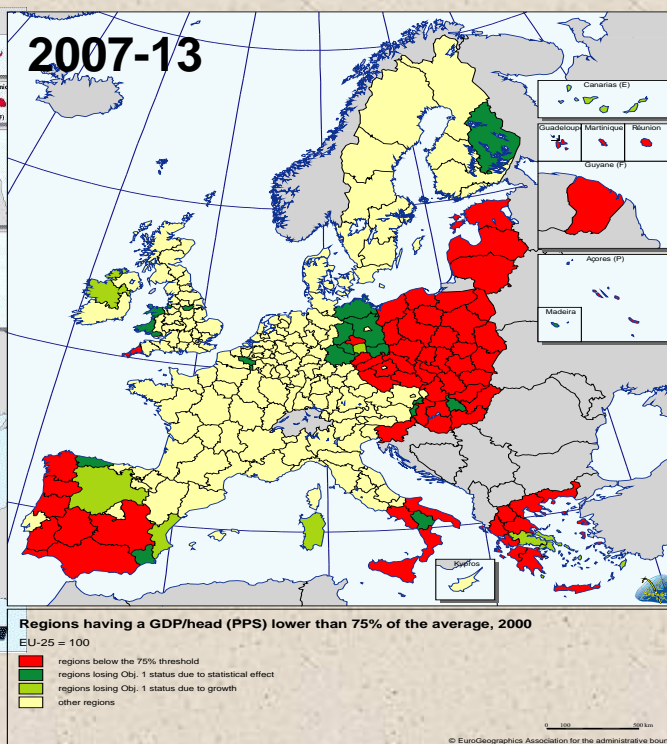 2007-13
Canarias (E)
Guadeloupe Martinique Réunion
Guyane (F)
Açores (P)
Madeira
Kypros
Regions having a GDP/head (PPS) lower than 75% of the average, 2000
EU-25 = 100
regions below the 75% threshold
regions losing Obj. 1 status due to statistical effect
regions losing Obj. 1 status due to growth
other regions
0 100 500 km
© EuroGeographics Association for the administrative boun